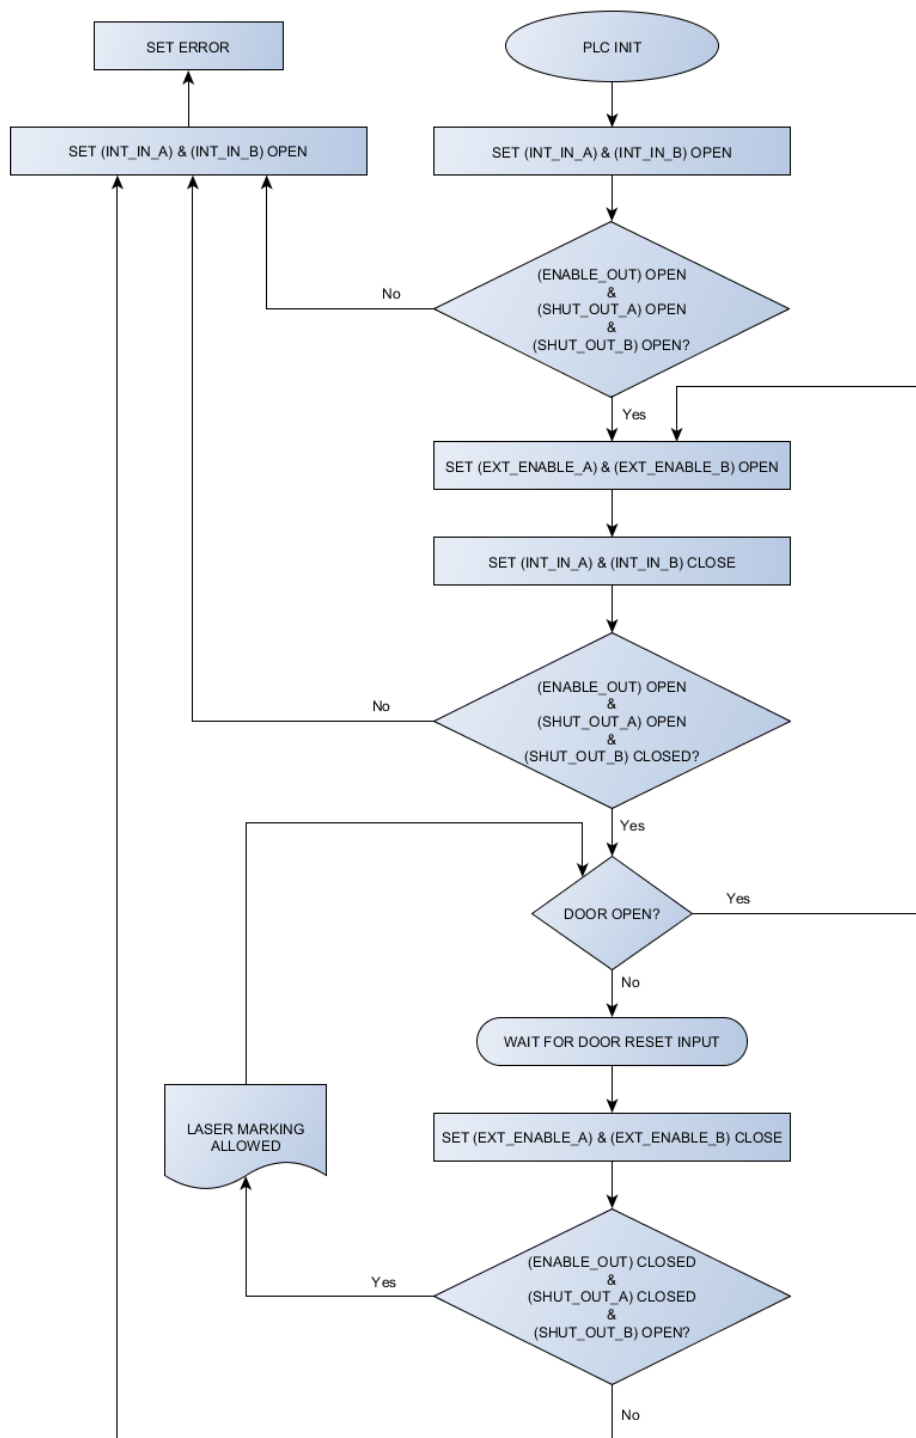 SET ERROR
PLC INIT
SET (INT_IN_A) & (INT_IN_B) OPEN
SET (INT_IN_A) & (INT_IN_B) OPEN
(ENABLE_OUT) OPEN
&
(SHUT_OUT_A) OPEN
&
(SHUT_OUT_B) OPEN?
No
Yes
SET (EXT_ENABLE_A) & (EXT_ENABLE_B) OPEN
SET (INT_IN_A) & (INT_IN_B) CLOSE
(ENABLE_OUT) OPEN
&
(SHUT_OUT_A) OPEN
&
(SHUT_OUT_B) CLOSED?
No
Yes
DOOR OPEN?
Yes
No
WAIT FOR DOOR RESET INPUT
LASER MARKING
ALLOWED
SET (EXT_ENABLE_A) & (EXT_ENABLE_B) CLOSE
(ENABLE_OUT) CLOSED
&
(SHUT_OUT_A) CLOSED
&
(SHUT_OUT_B) OPEN?
Yes
No